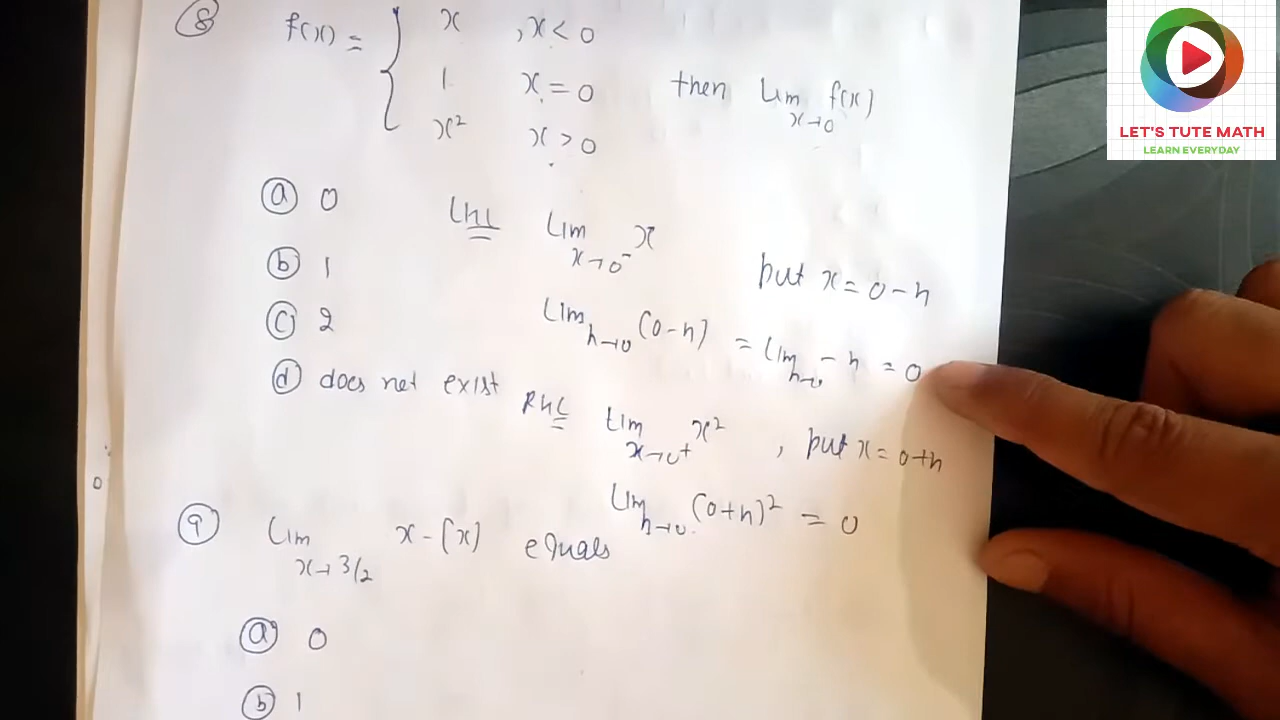 ⑧ f(x) = { x , x < 0
1 x = 0 then Lim x→0 f(x)
x² x > 0
LET'S TUTE MATH
LEARN EVERYDAY
ⓐ 0
LHL Lim x→0⁻ x
ⓑ 1
put x = 0 - h
ⓒ 2
Lim h→0 (0-h) = Lim h→0 - h = 0
ⓓ does not exist
RHL Lim x→0⁺ x² , put x = 0+h
Lim h→0 (0+h)² = 0
⑨ Lim x→3/2 x - [x] equals
ⓐ 0
ⓑ 1